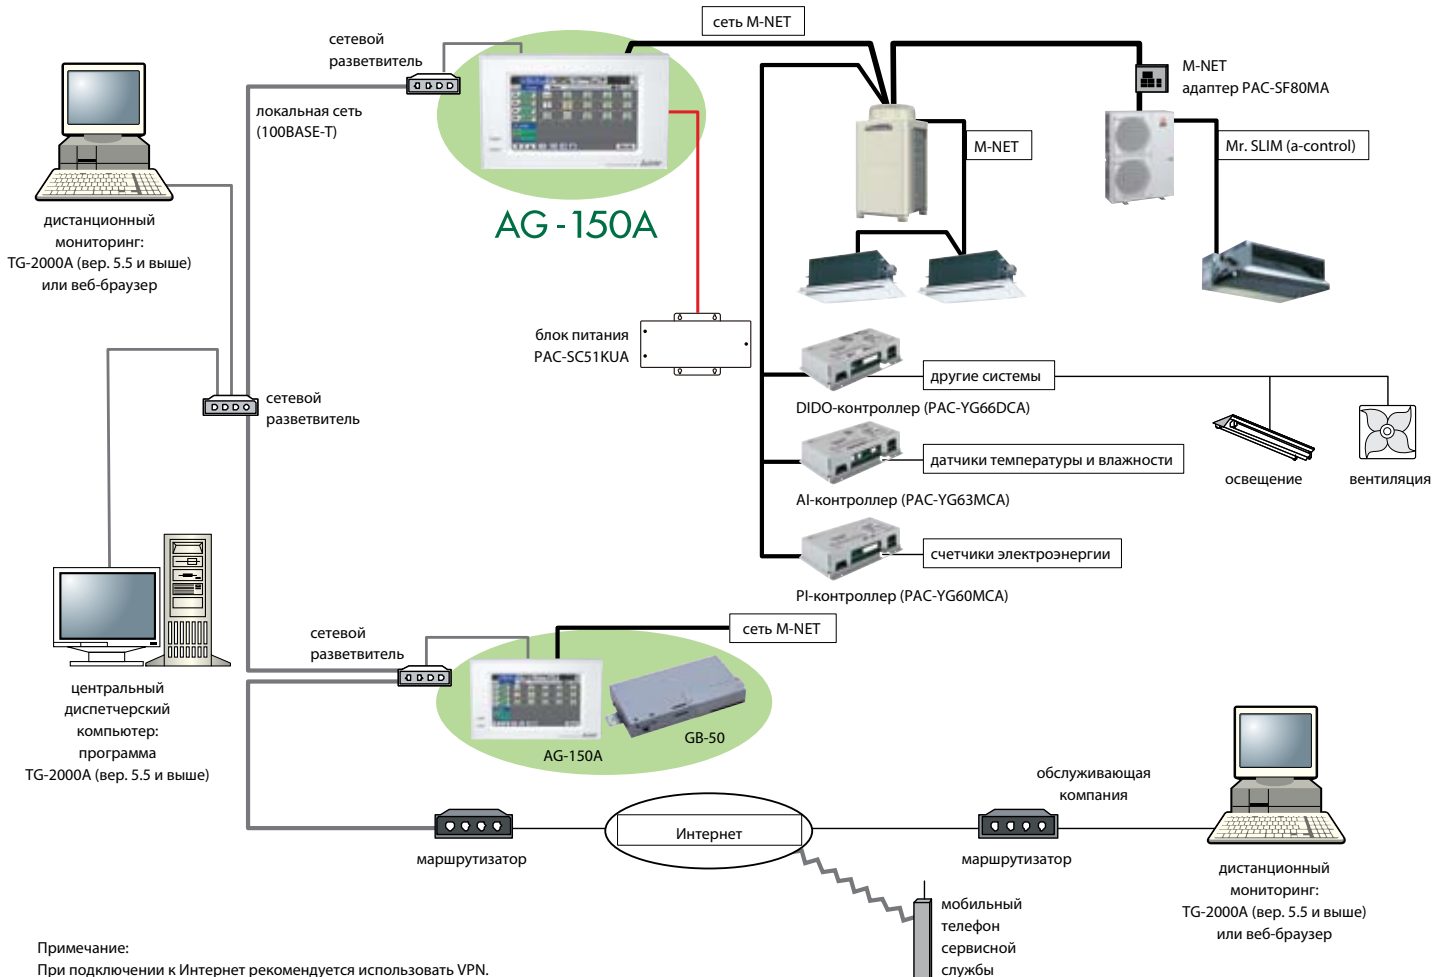 сеть M-NET
сетевой
разветвитель
локальная сеть
(100BASE-T)
M-NET
адаптер PAC-SF80MA
M-NET
Mr. SLIM (a-control)
AG-150A
дистанционный
мониторинг:
TG-2000A (вер. 5.5 и выше)
или веб-браузер
блок питания
PAC-SC51KUA
другие системы
DIDO-контроллер (PAC-YG66DCA)
сетевой
разветвитель
датчики температуры и влажности
освещение
вентиляция
AI-контроллер (PAC-YG63MCA)
счетчики электроэнергии
PI-контроллер (PAC-YG60MCA)
сеть M-NET
сетевой
разветвитель
центральный
диспетчерский
компьютер:
программа
TG-2000A (вер. 5.5 и выше)
AG-150A
GB-50
обслуживающая
компания
Интернет
маршрутизатор
маршрутизатор
дистанционный
мониторинг:
TG-2000A (вер. 5.5 и выше)
или веб-браузер
мобильный
телефон
сервисной
службы
Примечание:
При подключении к Интернет рекомендуется использовать VPN.